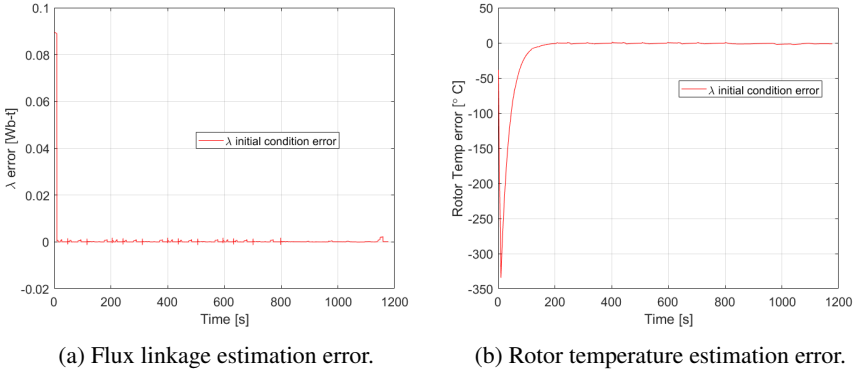 0.1
0.08
0.06
0.04
0.02
0
-0.02
λ error [Wb-t]
λ initial condition error
0 200 400 600 800 1000 1200
Time [s]
(a) Flux linkage estimation error.
50
0
-50
-100
-150
-200
-250
-300
-350
Rotor Temp error [° C]
λ initial condition error
0 200 400 600 800 1000 1200
Time [s]
(b) Rotor temperature estimation error.